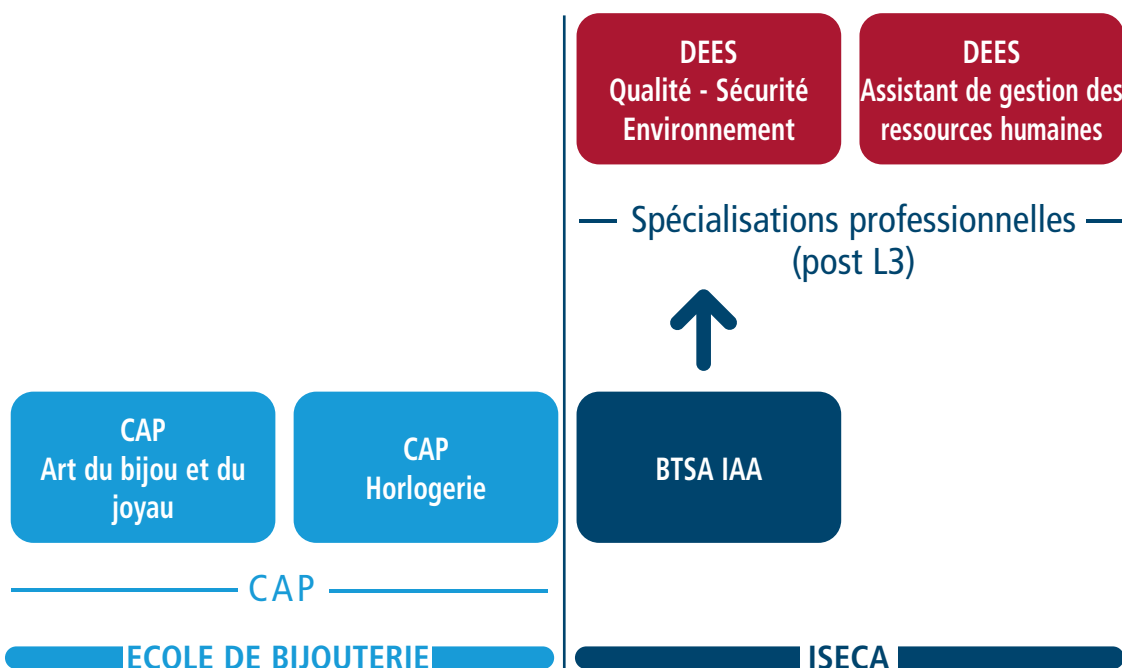 DEES
Qualité - Sécurité
Environnement
DEES
Assistant de gestion des
ressources humaines
Spécialisations professionnelles
(post L3)
CAP
Art du bijou et du
joyau
CAP
Horlogerie
BTSA IAA
CAP
ECOLE DE BIJOUTERIE
ISECA